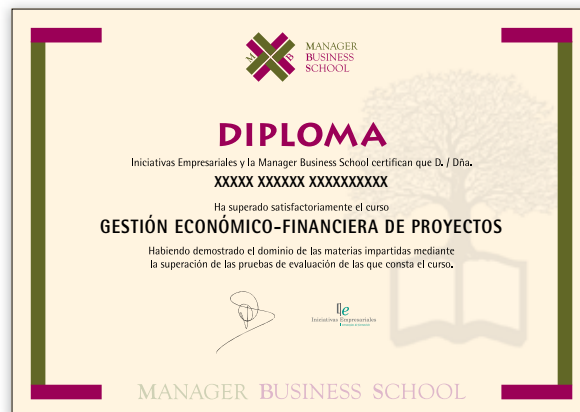 M B
MANAGER
BUSINESS
SCHOOL
DIPLOMA
Iniciativas Empresariales y la Manager Business School certifican que D. / Dña.
XXXXX XXXXXX XXXXXXXXXX
Ha superado satisfactoriamente el curso
GESTIÓN ECONÓMICO-FINANCIERA DE PROYECTOS
Habiendo demostrado el dominio de las materias impartidas mediante
la superación de las pruebas de evaluación de las que consta el curso.
Ie
Iniciativas Empresariales
MANAGER BUSINESS SCHOOL